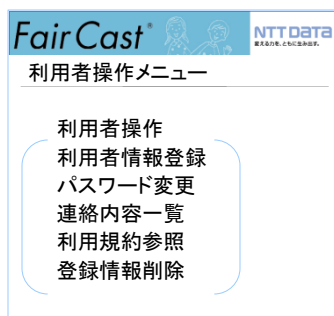 Fair Cast®
NTT DATA
変える力を、ともに生み出す。
利用者操作メニュー
利用者操作
利用者情報登録
パスワード変更
連絡内容一覧
利用規約参照
登録情報削除